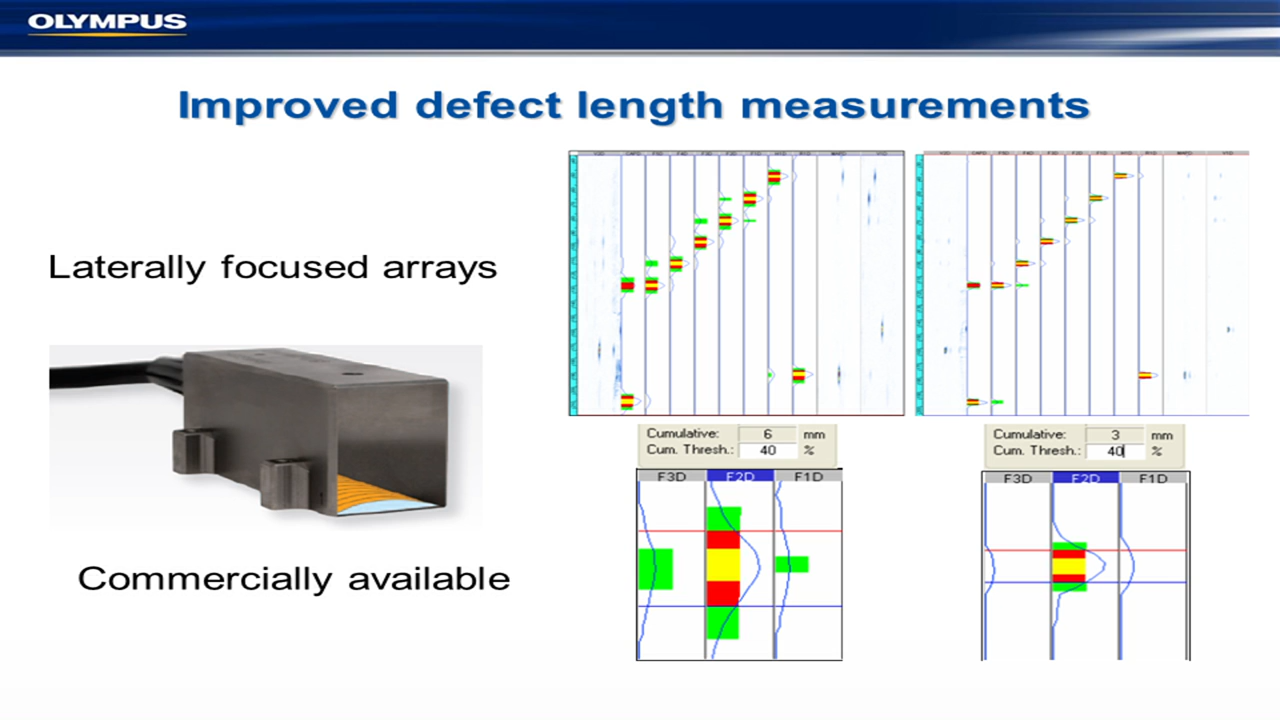 OLYMPUS
Improved defect length measurements
Laterally focused arrays
Cumulative: 6 mm
Cum. Thresh.: 40 %
Cumulative: 3 mm
Cum. Thresh.: 40 %
F3D F2D F1D
F3D F2D F1D
Commercially available